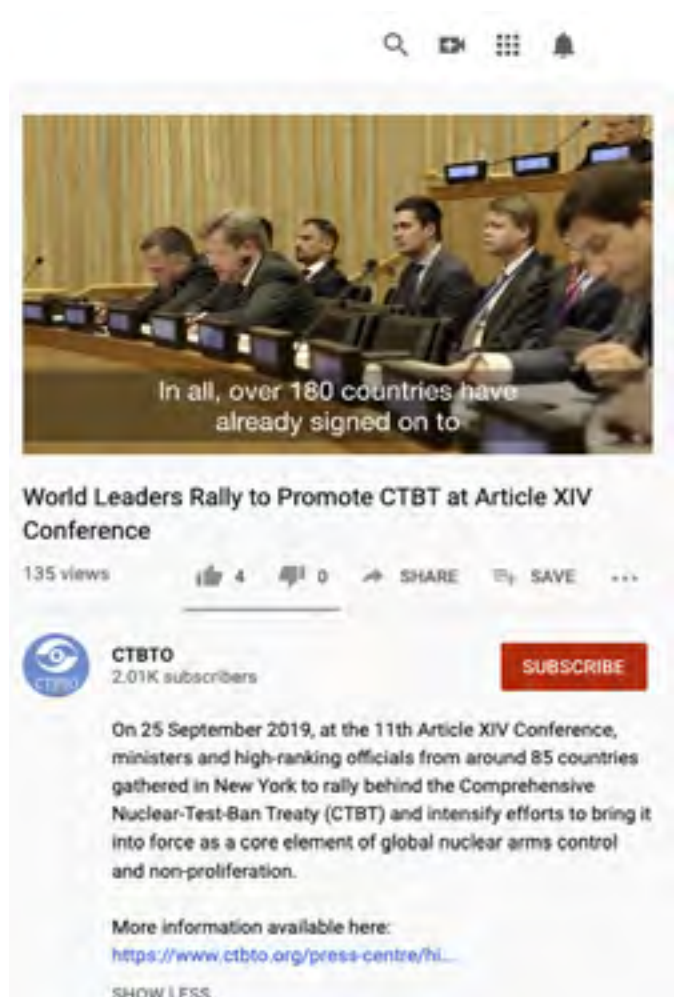 In all, over 180 countries have
already signed on to
World Leaders Rally to Promote CTBT at Article XIV
Conference
135 views 4 0 SHARE SAVE
CTBTO
CTBTO
2.01K subscribers
SUBSCRIBE
On 25 September 2019, at the 11th Article XIV Conference,
ministers and high-ranking officials from around 85 countries
gathered in New York to rally behind the Comprehensive
Nuclear-Test-Ban Treaty (CTBT) and intensify efforts to bring it
into force as a core element of global nuclear arms control
and non-proliferation.
More information available here:
https://www.ctbto.org/press-centre/hi...
SHOW LESS